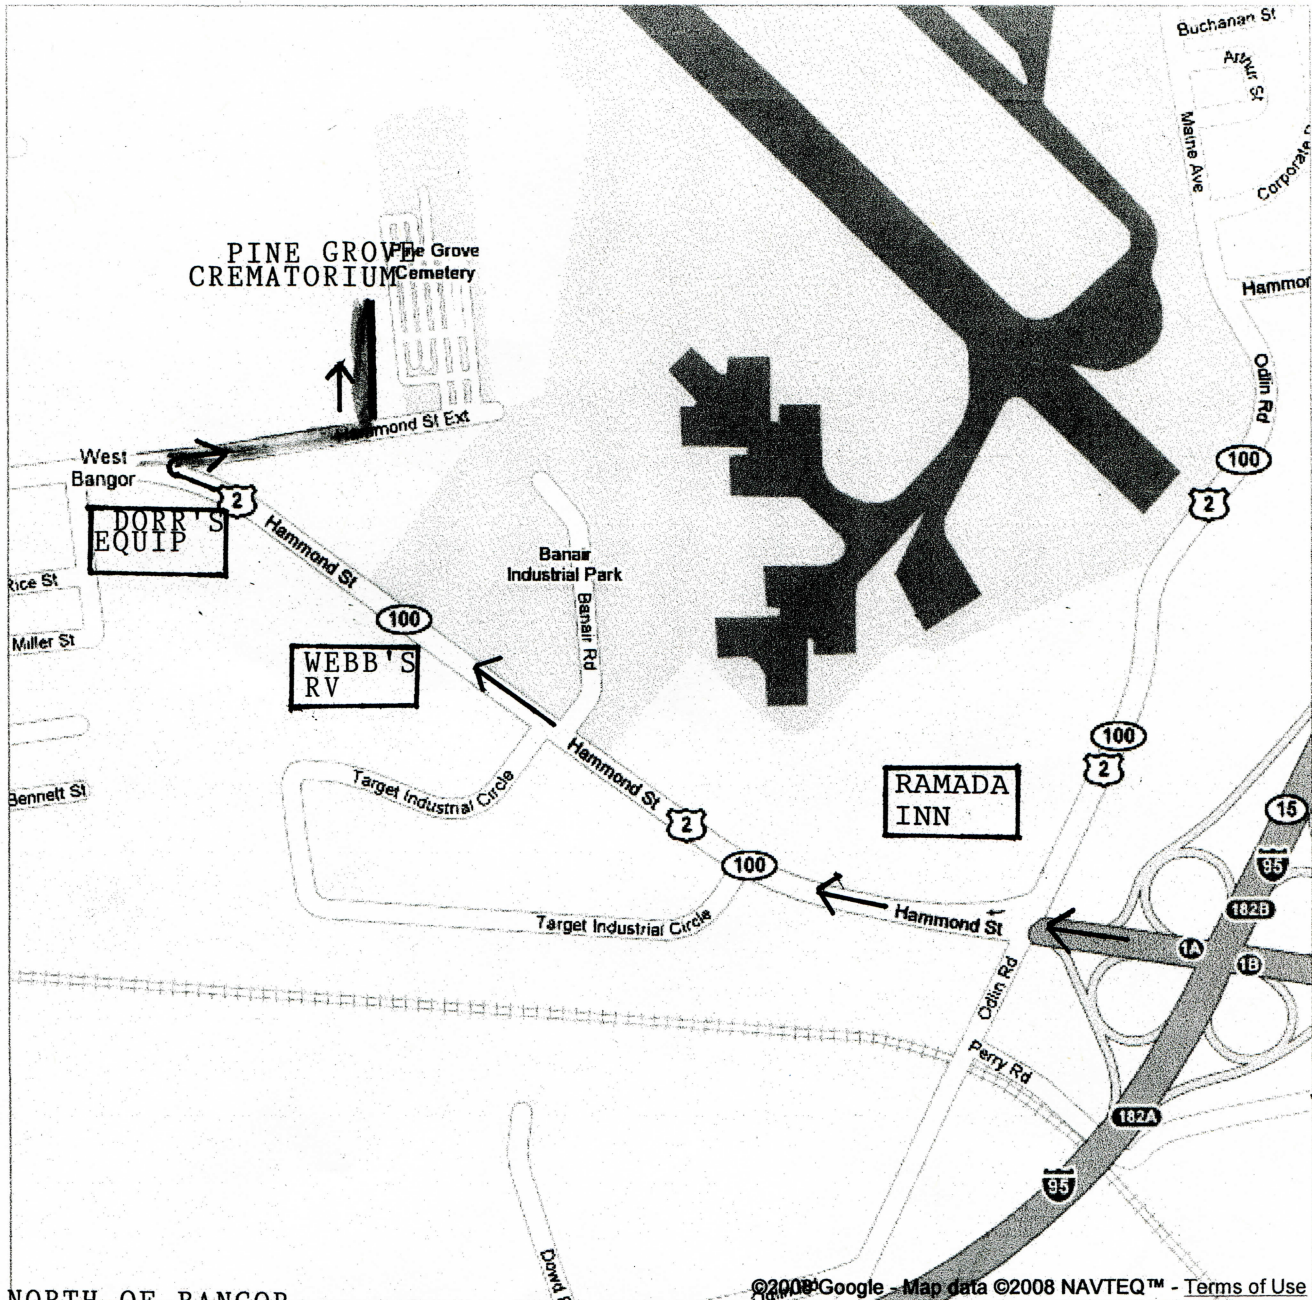 Buchanan St
Arthur St
Maine Ave
Corporate
PINE GROVE
CREMATORIUM
Pine Grove
Cemetery
Hammon
Odlin Rd
Hammond St Ext
100
2
West
Bangor
2
DORR'S
EQUIP
Hammond St
Banair
Industrial Park
Banair Rd
Rice St
100
Miller St
WEBB'S
RV
100
2
Hammond St
Target Industrial Circle
RAMADA
INN
Bennett St
15
2
95
100
182B
Hammond St
Target Industrial Circle
1A
1B
Odlin Rd
Perry Rd
182A
95
Dowd
©2008 Google - Map data ©2008 NAVTEQ™ - Terms of Use
NORTH OF BANGOR